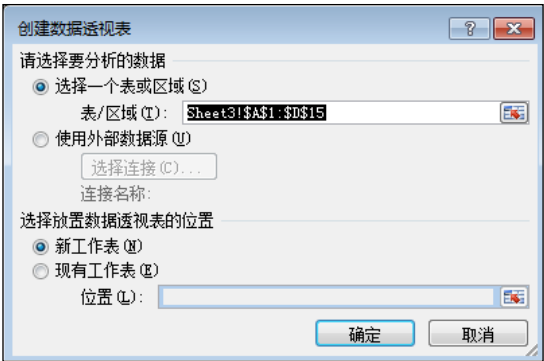 创建数据透视表
请选择要分析的数据
选择一个表或区域(S)
表/区域(T): Sheet3!$A$1:$D$15
使用外部数据源(U)
选择连接(C)...
连接名称:
选择放置数据透视表的位置
新工作表(N)
现有工作表(E)
位置(L):
确定 取消